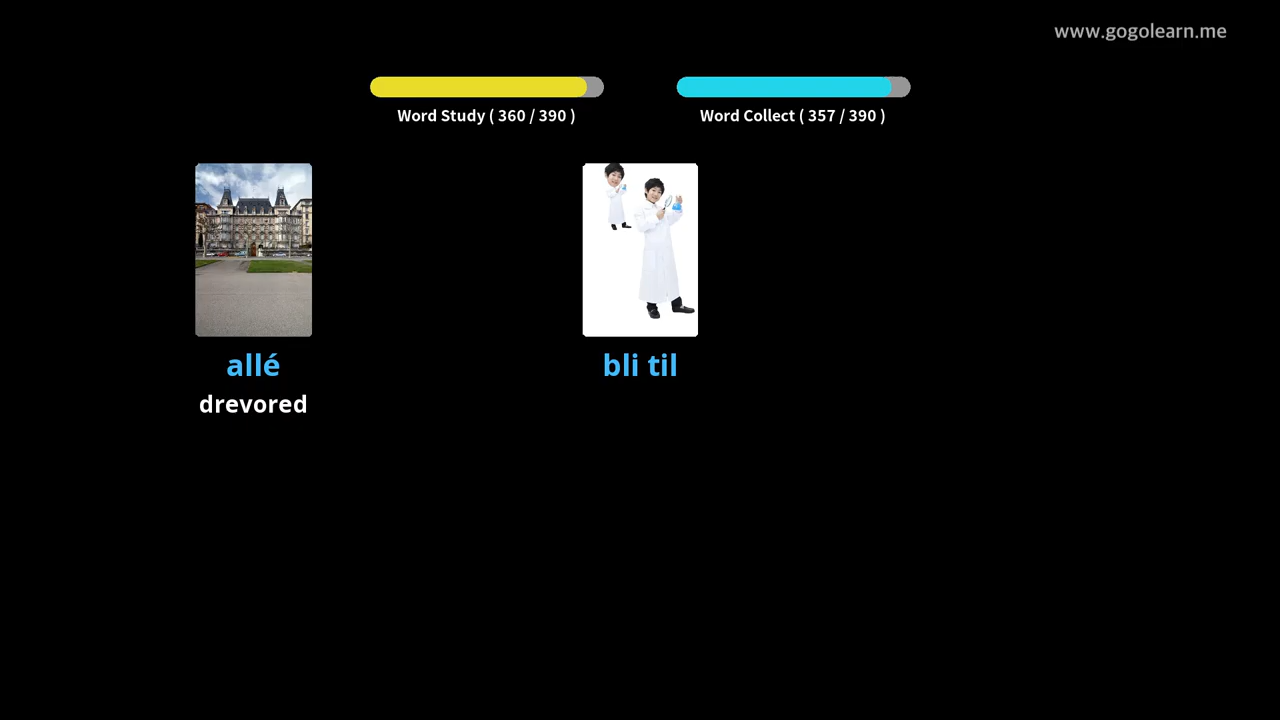 www.gogolearn.me
Word Study ( 360 / 390 )
Word Collect ( 357 / 390 )
allé
bli til
drevored